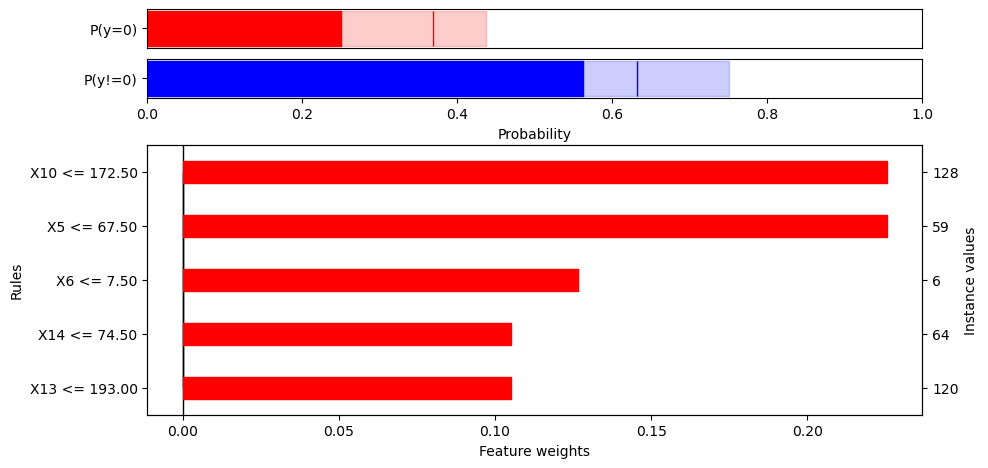 P(y=0)
P(y!=0)
0.0 0.2 0.4 0.6 0.8 1.0
Probability
X10 <= 172.50 128
X5 <= 67.50 59
X6 <= 7.50 6
X14 <= 74.50 64
X13 <= 193.00 120
Rules
Instance values
0.00 0.05 0.10 0.15 0.20
Feature weights